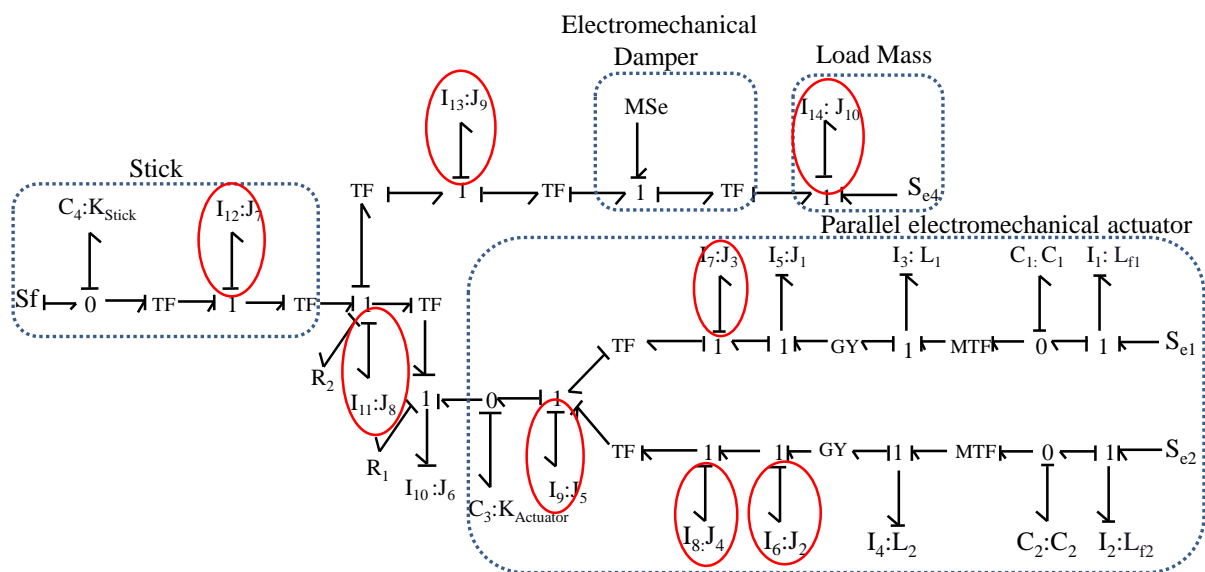 Electromechanical
Damper
Load Mass
I13:J9
MSe
I14: J10
Stick
TF
1
TF
1
TF
1
Se4
C4:KStick
I12:J7
Parallel electromechanical actuator
I7:J3
I5:J1
I3: L1
C1: C1
I1: Lf1
Sf
0
TF
1
TF
1
TF
TF
1
1
GY
1
MTF
0
1
Se1
R2
I11:J8
1
0
1
R1
I10:J6
C3:KActuator
I9:J5
TF
1
1
GY
1
MTF
0
1
Se2
I8:J4
I6:J2
I4:L2
C2:C2
I2:Lf2